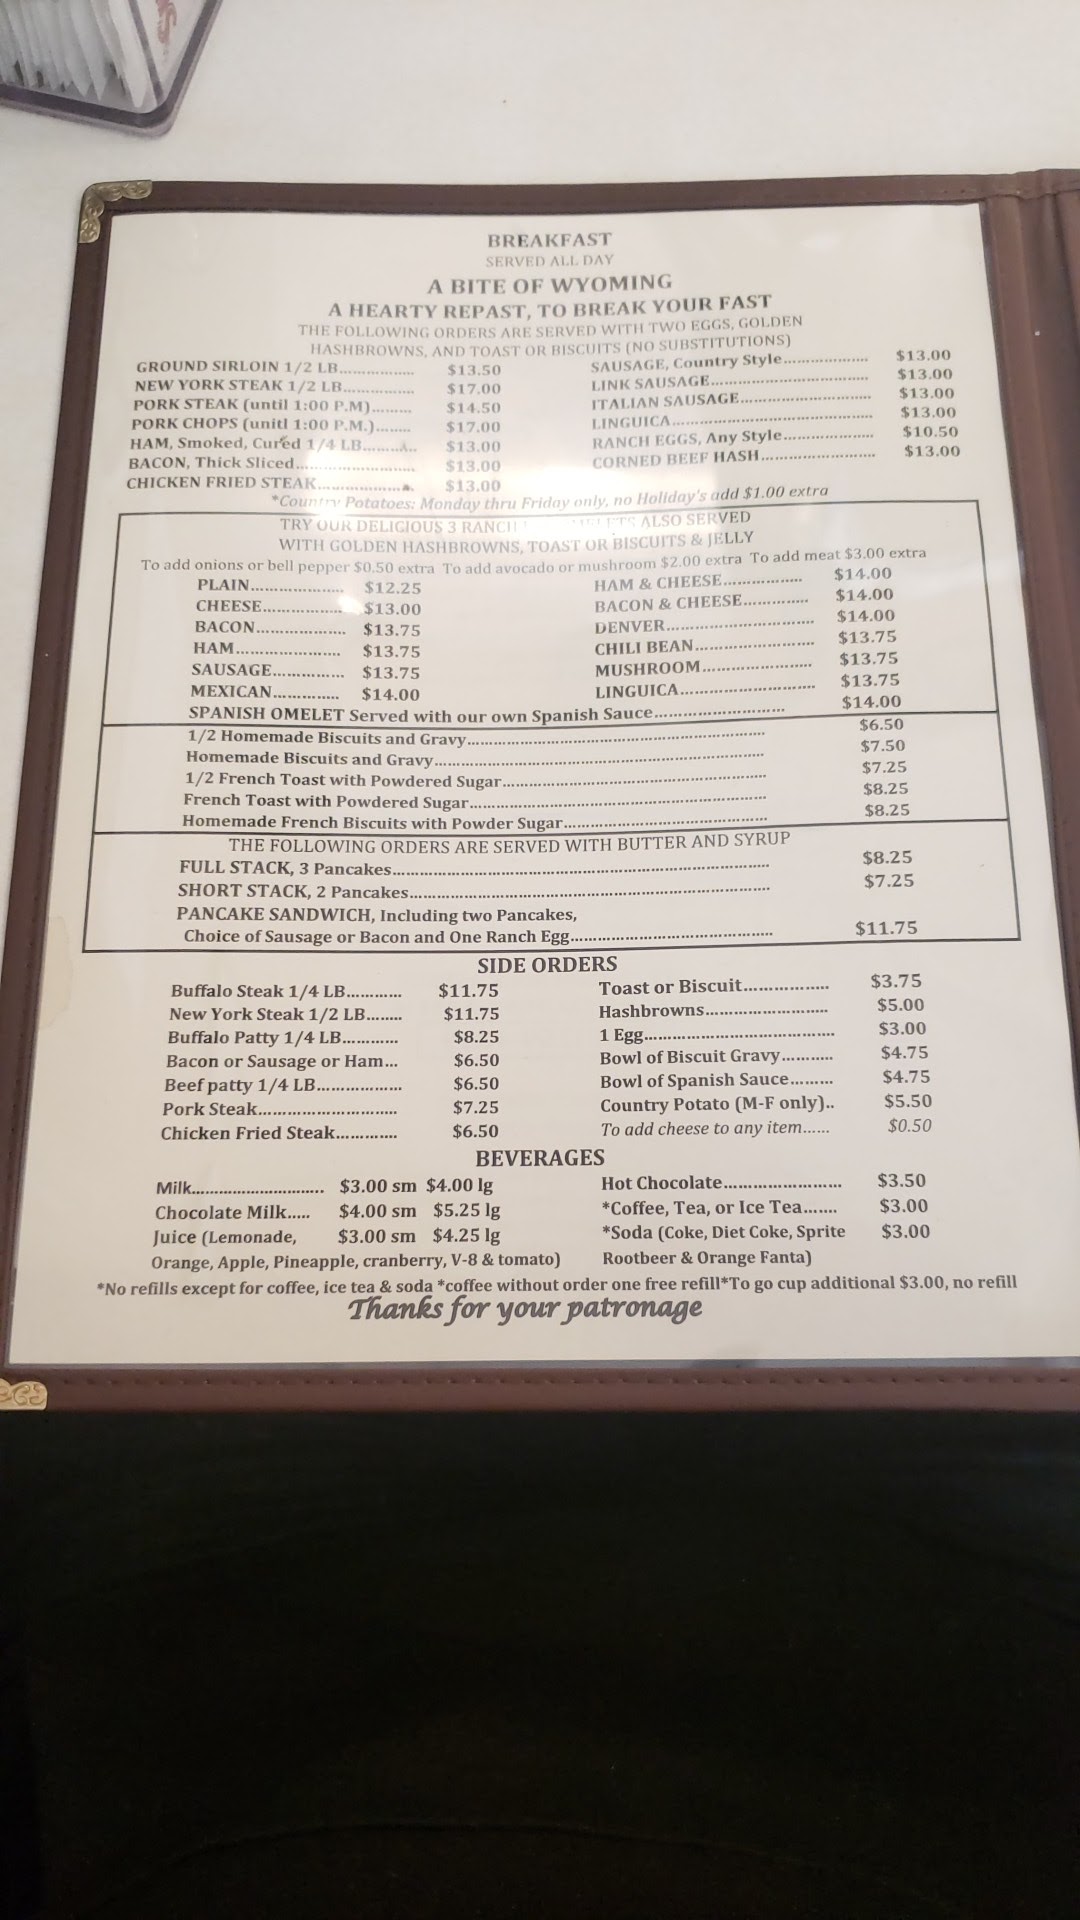 BREAKFAST
SERVED ALL DAY
A BITE OF WYOMING
A HEARTY REPAST, TO BREAK YOUR FAST
THE FOLLOWING ORDERS ARE SERVED WITH TWO EGGS, GOLDEN
HASHBROWNS, AND TOAST OR BISCUITS (NO SUBSTITUTIONS)
GROUND SIRLOIN 1/2 LB............... $13.50
NEW YORK STEAK 1/2 LB............... $17.00
PORK STEAK (until 1:00 P.M)......... $14.50
PORK CHOPS (unitl 1:00 P.M.)........ $17.00
HAM, Smoked, Cured 1/4 LB........... $13.00
BACON, Thick Sliced................. $13.00
CHICKEN FRIED STEAK................. $13.00
SAUSAGE, Country Style................ $13.00
LINK SAUSAGE.............................. $13.00
ITALIAN SAUSAGE......................... $13.00
LINGUICA................................... $13.00
RANCH EGGS, Any Style................. $10.50
CORNED BEEF HASH...................... $13.00
*Country Potatoes: Monday thru Friday only, no Holiday's add $1.00 extra
TRY OUR DELICIOUS 3 RANCH ALSO SERVED
WITH GOLDEN HASHBROWNS, TOAST OR BISCUITS & JELLY
To add onions or bell pepper $0.50 extra To add avocado or mushroom $2.00 extra To add meat $3.00 extra
PLAIN..................... $12.25
CHEESE.................. $13.00
BACON................... $13.75
HAM....................... $13.75
SAUSAGE............... $13.75
MEXICAN.............. $14.00
HAM & CHEESE................. $14.00
BACON & CHEESE.............. $14.00
DENVER............................. $14.00
CHILI BEAN....................... $13.75
MUSHROOM...................... $13.75
LINGUICA.......................... $13.75
SPANISH OMELET Served with our own Spanish Sauce........................... $14.00
1/2 Homemade Biscuits and Gravy................................................ $6.50
Homemade Biscuits and Gravy...................................................... $7.50
1/2 French Toast with Powdered Sugar........................................... $7.25
French Toast with Powdered Sugar................................................ $8.25
Homemade French Biscuits with Powder Sugar.................................. $8.25
THE FOLLOWING ORDERS ARE SERVED WITH BUTTER AND SYRUP
FULL STACK, 3 Pancakes............................................................. $8.25
SHORT STACK, 2 Pancakes.......................................................... $7.25
PANCAKE SANDWICH, Including two Pancakes,
Choice of Sausage or Bacon and One Ranch Egg................................ $11.75
SIDE ORDERS
Buffalo Steak 1/4 LB............ $11.75
New York Steak 1/2 LB........ $11.75
Buffalo Patty 1/4 LB............ $8.25
Bacon or Sausage or Ham... $6.50
Beef patty 1/4 LB.................. $6.50
Pork Steak............................. $7.25
Chicken Fried Steak............. $6.50
Toast or Biscuit.................. $3.75
Hashbrowns......................... $5.00
1 Egg...................................... $3.00
Bowl of Biscuit Gravy........... $4.75
Bowl of Spanish Sauce......... $4.75
Country Potato (M-F only).. $5.50
To add cheese to any item...... $0.50
BEVERAGES
Milk............................. $3.00 sm $4.00 lg
Chocolate Milk..... $4.00 sm $5.25 lg
Juice (Lemonade, $3.00 sm $4.25 lg
Orange, Apple, Pineapple, cranberry, V-8 & tomato)
Hot Chocolate......................... $3.50
*Coffee, Tea, or Ice Tea....... $3.00
*Soda (Coke, Diet Coke, Sprite $3.00
Rootbeer & Orange Fanta)
*No refills except for coffee, ice tea & soda *coffee without order one free refill*To go cup additional $3.00, no refill
Thanks for your patronage